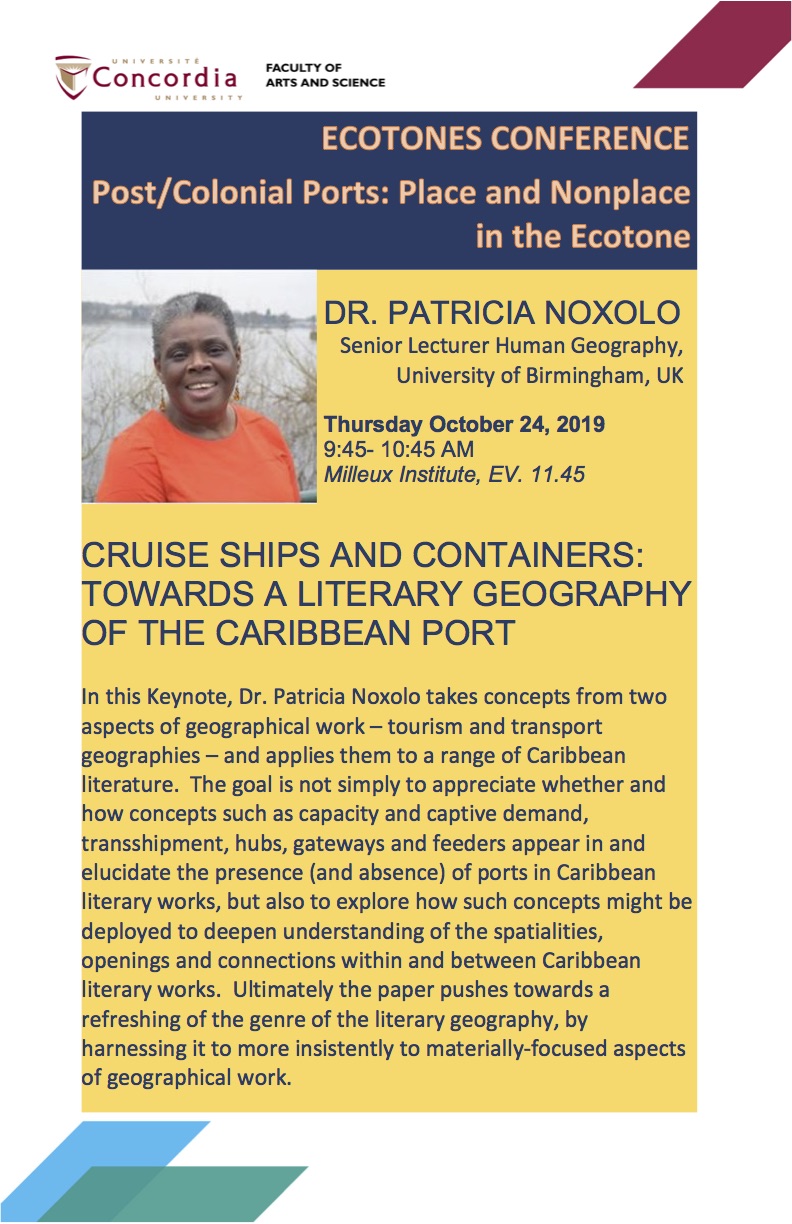 UNIVERSITÉ
Concordia
UNIVERSITY
FACULTY OF
ARTS AND SCIENCE
ECOTONES CONFERENCE
Post/Colonial Ports: Place and Nonplace
in the Ecotone
DR. PATRICIA NOXOLO
Senior Lecturer Human Geography,
University of Birmingham, UK
Thursday October 24, 2019
9:45- 10:45 AM
Milleux Institute, EV. 11.45
CRUISE SHIPS AND CONTAINERS:
TOWARDS A LITERARY GEOGRAPHY
OF THE CARIBBEAN PORT
In this Keynote, Dr. Patricia Noxolo takes concepts from two
aspects of geographical work – tourism and transport
geographies – and applies them to a range of Caribbean
literature.  The goal is not simply to appreciate whether and
how concepts such as capacity and captive demand,
transshipment, hubs, gateways and feeders appear in and
elucidate the presence (and absence) of ports in Caribbean
literary works, but also to explore how such concepts might be
deployed to deepen understanding of the spatialities,
openings and connections within and between Caribbean
literary works.  Ultimately the paper pushes towards a
refreshing of the genre of the literary geography, by
harnessing it to more insistently to materially-focused aspects
of geographical work.